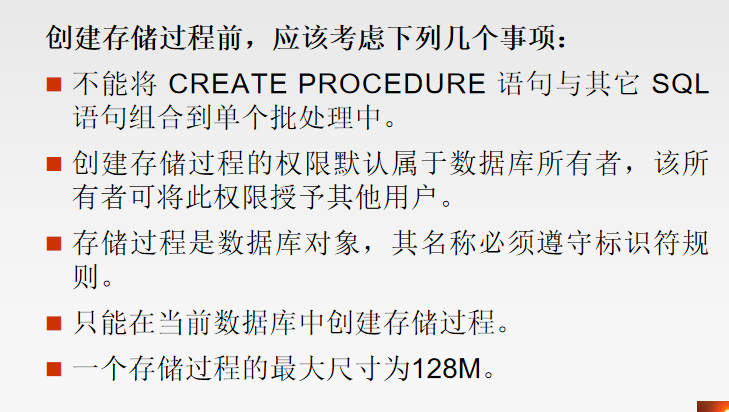 创建存储过程前，应该考虑下列几个事项：
不能将 CREATE PROCEDURE 语句与其它 SQL
语句组合到单个批处理中。
创建存储过程的权限默认属于数据库所有者，该所
有者可将此权限授予其他用户。
存储过程是数据库对象，其名称必须遵守标识符规
则。
只能在当前数据库中创建存储过程。
一个存储过程的最大尺寸为128M。